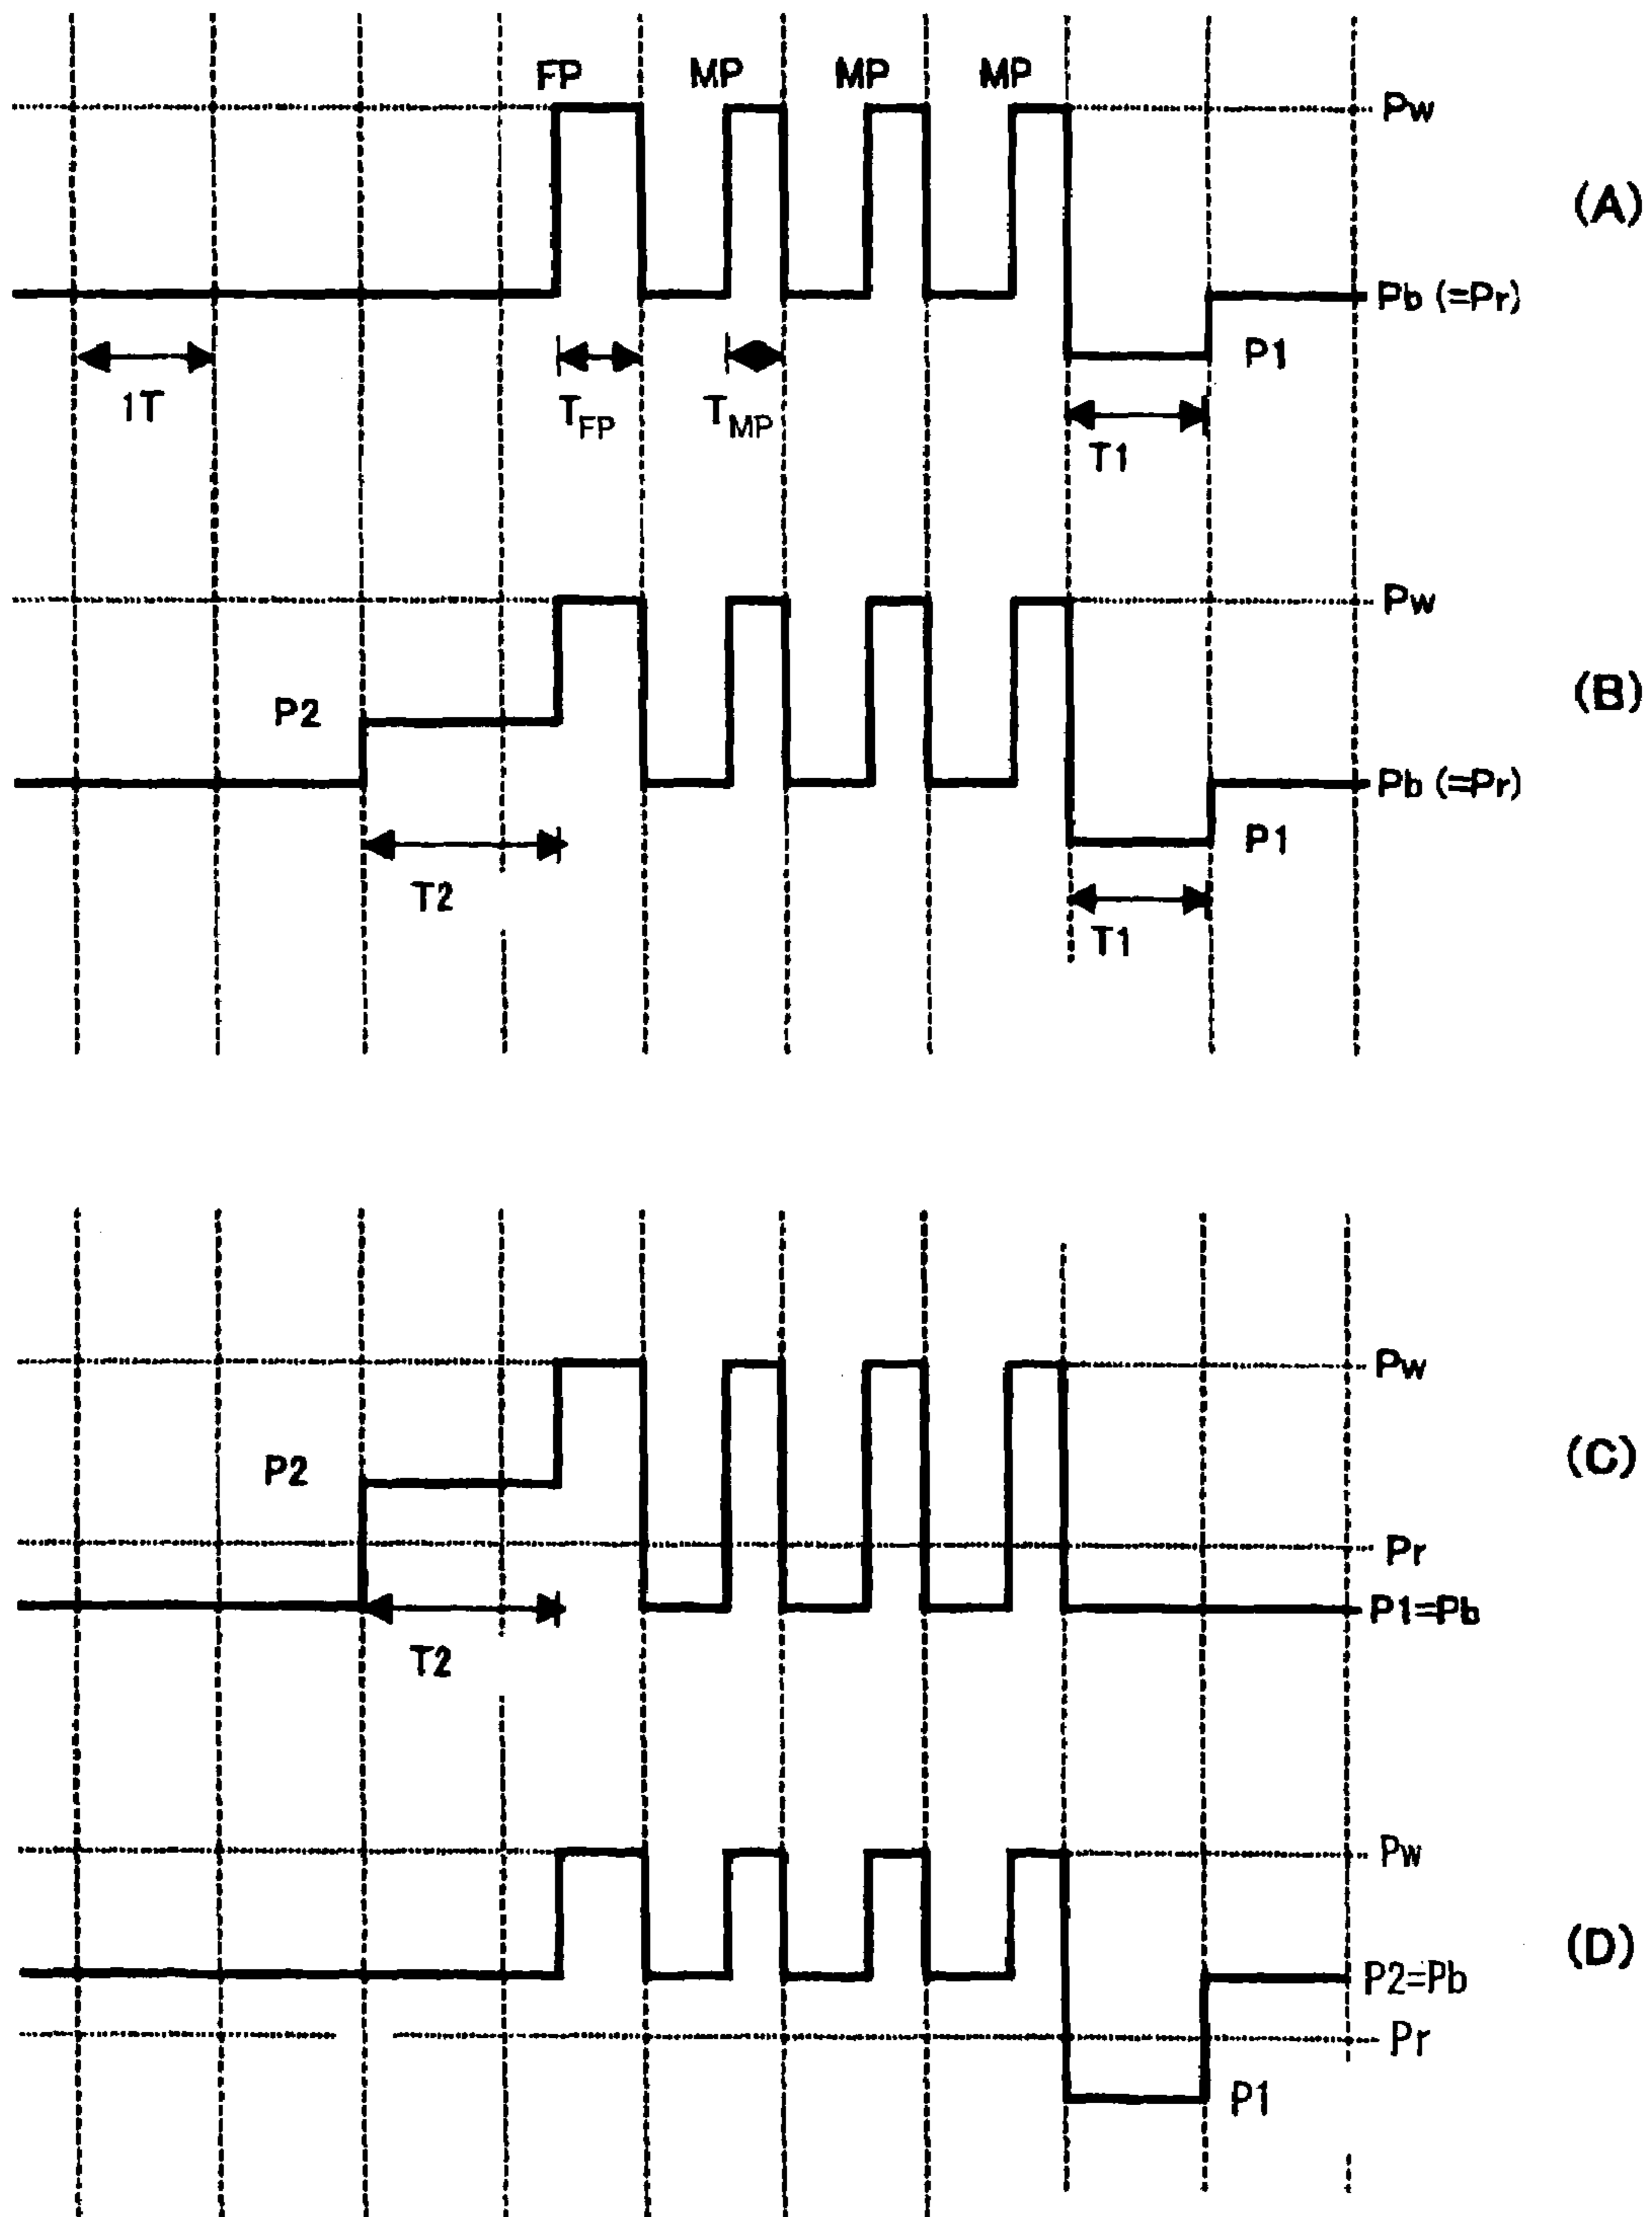 FP MP MP MP
Pw
(A)
Pb (=Pr)
P1
1T TFP TMP
T1
Pw
(B)
P2
Pb (=Pr)
P1
T2
T1
Pw
(C)
P2
Pr
P1=Pb
T2
Pw
(D)
P2=Pb
Pr
P1